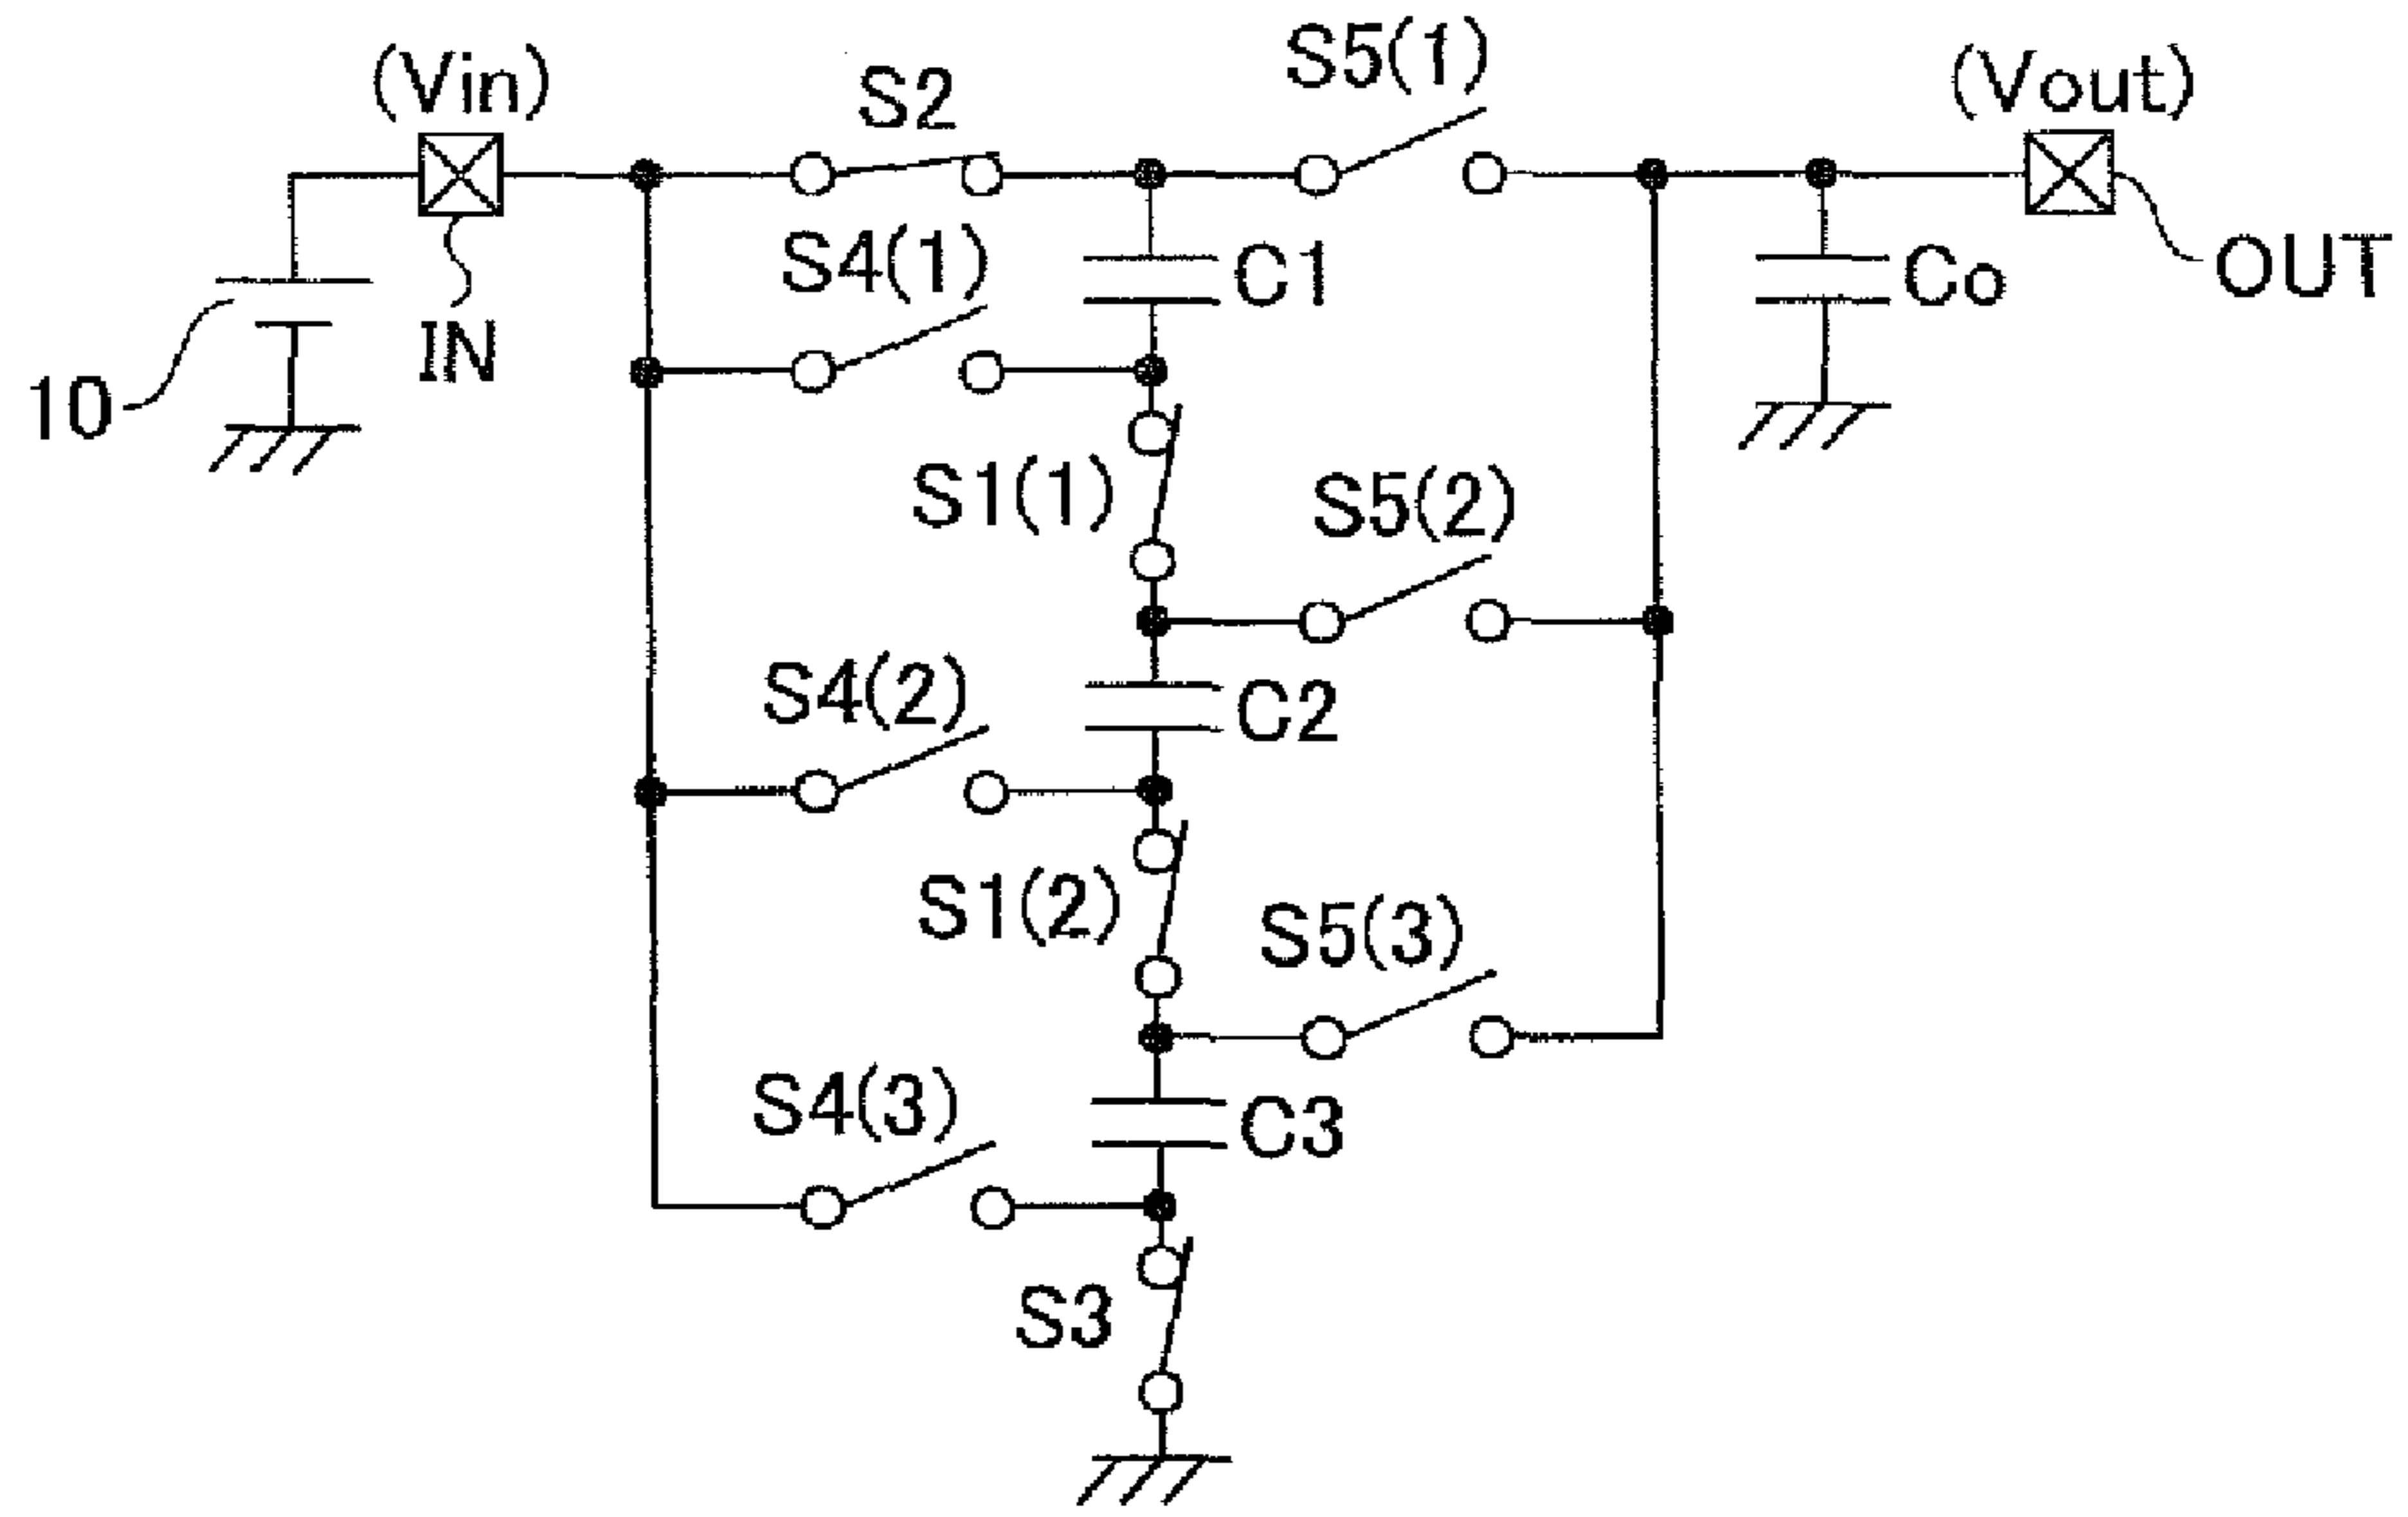 (Vin)
S2
S5(1)
(Vout)
S4(1)
C1
Co
OUT
IN
10
S1(1)
S5(2)
S4(2)
C2
S1(2)
S5(3)
S4(3)
C3
S3